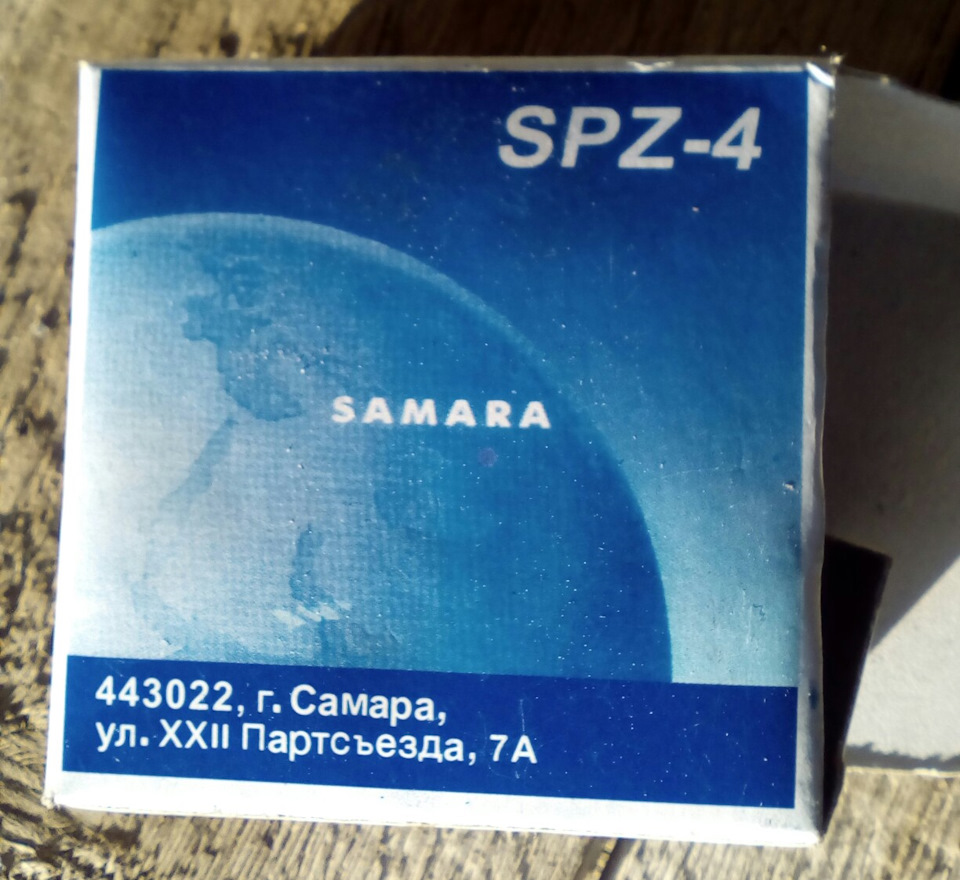 SPZ-4
SAMARA
443022, г. Самара,
ул. XXII Партсъезда, 7А